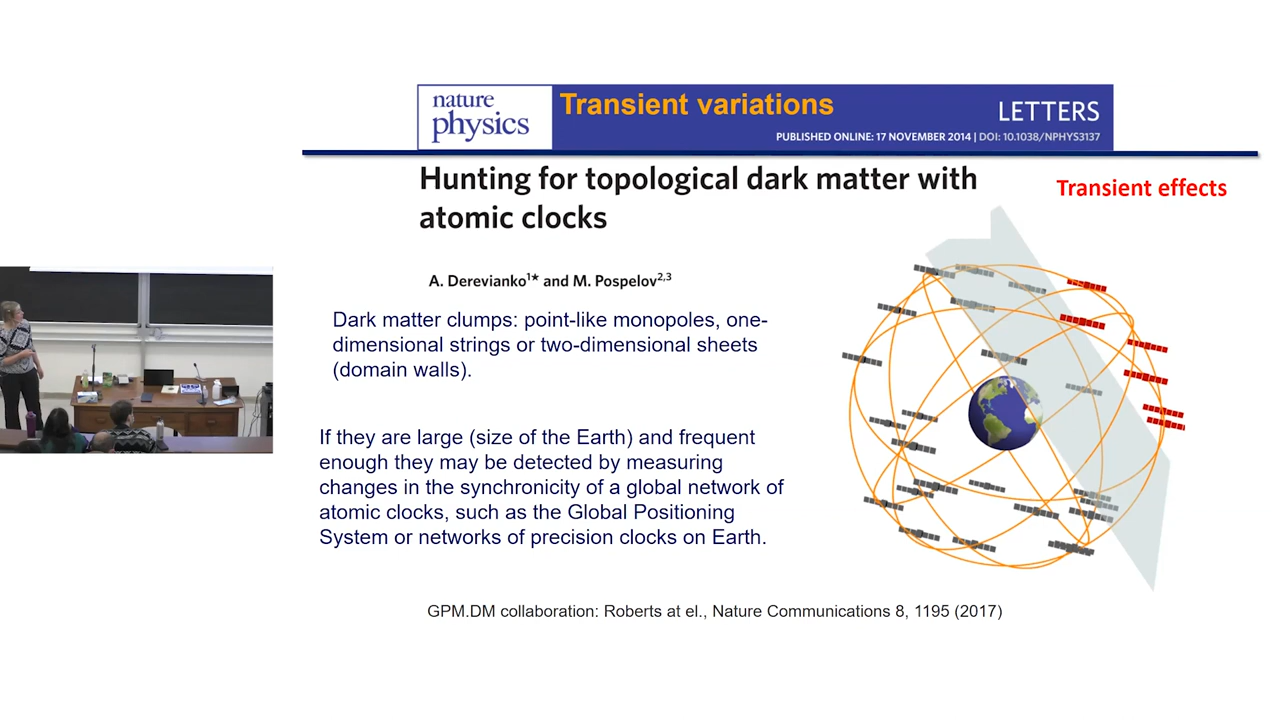 nature
physics
Transient variations
LETTERS
PUBLISHED ONLINE: 17 NOVEMBER 2014 | DOI: 10.1038/NPHYS3137
Hunting for topological dark matter with
atomic clocks
Transient effects
A. Derevianko1★ and M. Pospelov2,3
Dark matter clumps: point-like monopoles, one-
dimensional strings or two-dimensional sheets
(domain walls).
If they are large (size of the Earth) and frequent
enough they may be detected by measuring
changes in the synchronicity of a global network of
atomic clocks, such as the Global Positioning
System or networks of precision clocks on Earth.
GPM.DM collaboration: Roberts at el., Nature Communications 8, 1195 (2017)